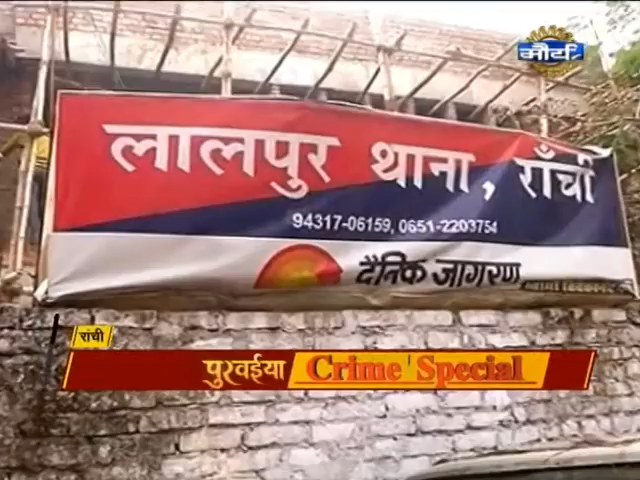 मौर्य
लालपुर थाना, राँची
94317-06159, 0651-2203754
दैनिक जागरण
रांची
पुरवईया Crime Special